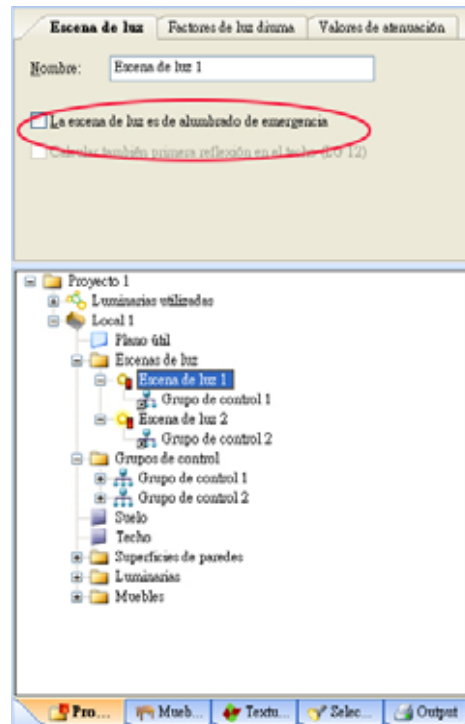 Escena de luz Factores de luz diurna Valores de atenuación
Nombre: Escena de luz 1
La escena de luz es de alumbrado de emergencia
Calcular también primera reflexión en el techo (LG 12)
Proyecto 1
Luminarias utilizadas
Local 1
Plano útil
Escenas de luz
Escena de luz 1
Grupo de control 1
Escena de luz 2
Grupo de control 2
Grupos de control
Grupo de control 1
Grupo de control 2
Suelo
Techo
Superficies de paredes
Luminarias
Muebles
Pro... Mueb... Textu... Selec... Output